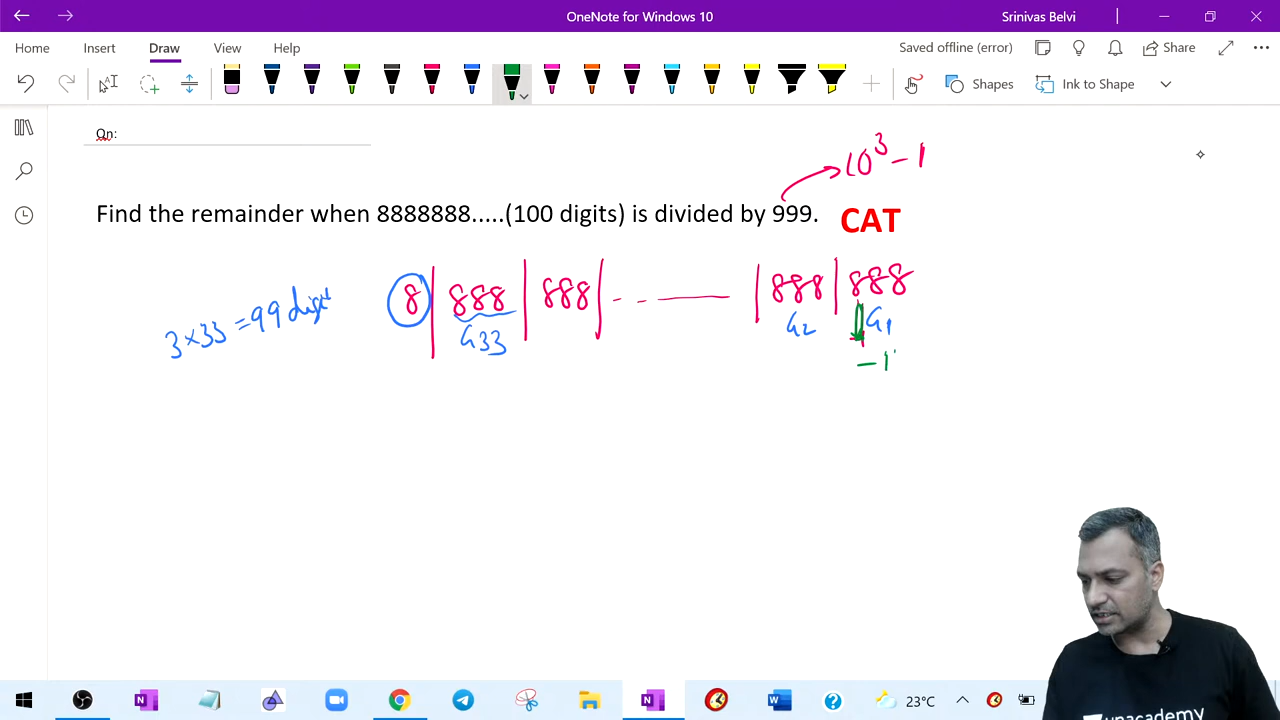 OneNote for Windows 10
Srinivas Belvi
Home Insert Draw View Help
Saved offline (error)
Share
Shapes
Ink to Shape
Qn:
10³ - 1
Find the remainder when 8888888.....(100 digits) is divided by 999. CAT
3×33 = 99 digit
8 | 888 | 888 | - - —— | 888 | 888
G33 G2 G1
-1
23°C
unacademy